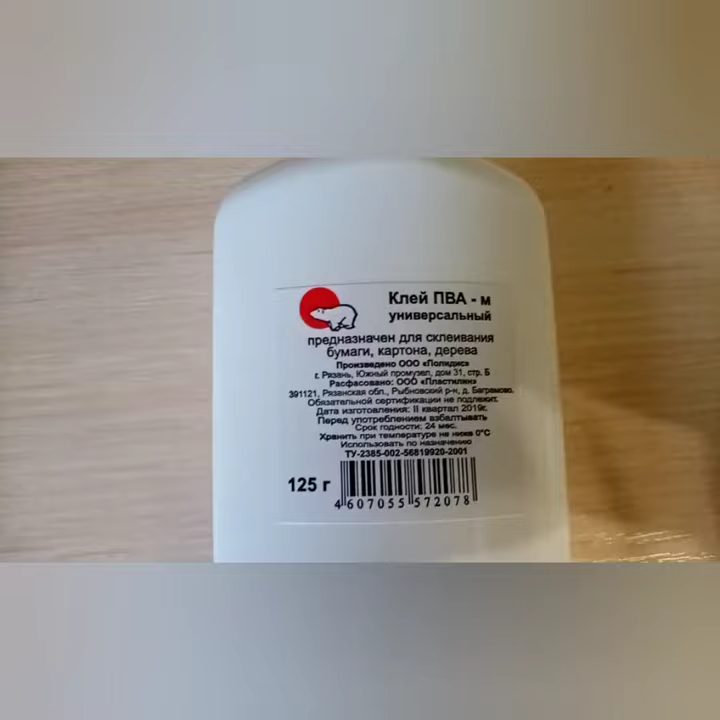 Клей ПВА - м
универсальный
предназначен для склеивания
бумаги, картона, дерева
Произведено ООО «Полидис»
г. Рязань, Южный промузел, дом 31, стр. Б
Расфасовано: ООО «Пластилин»
391121, Рязанская обл., Рыбновский р-н, д. Баграмово.
Обязательной сертификации не подлежит.
Дата изготовления: II квартал 2019г.
Перед употреблением взбалтывать
Срок годности: 24 мес.
Хранить при температуре не ниже 0°С
Использовать по назначению
ТУ-2385-002-56819920-2001
125 г
4 607055 572078